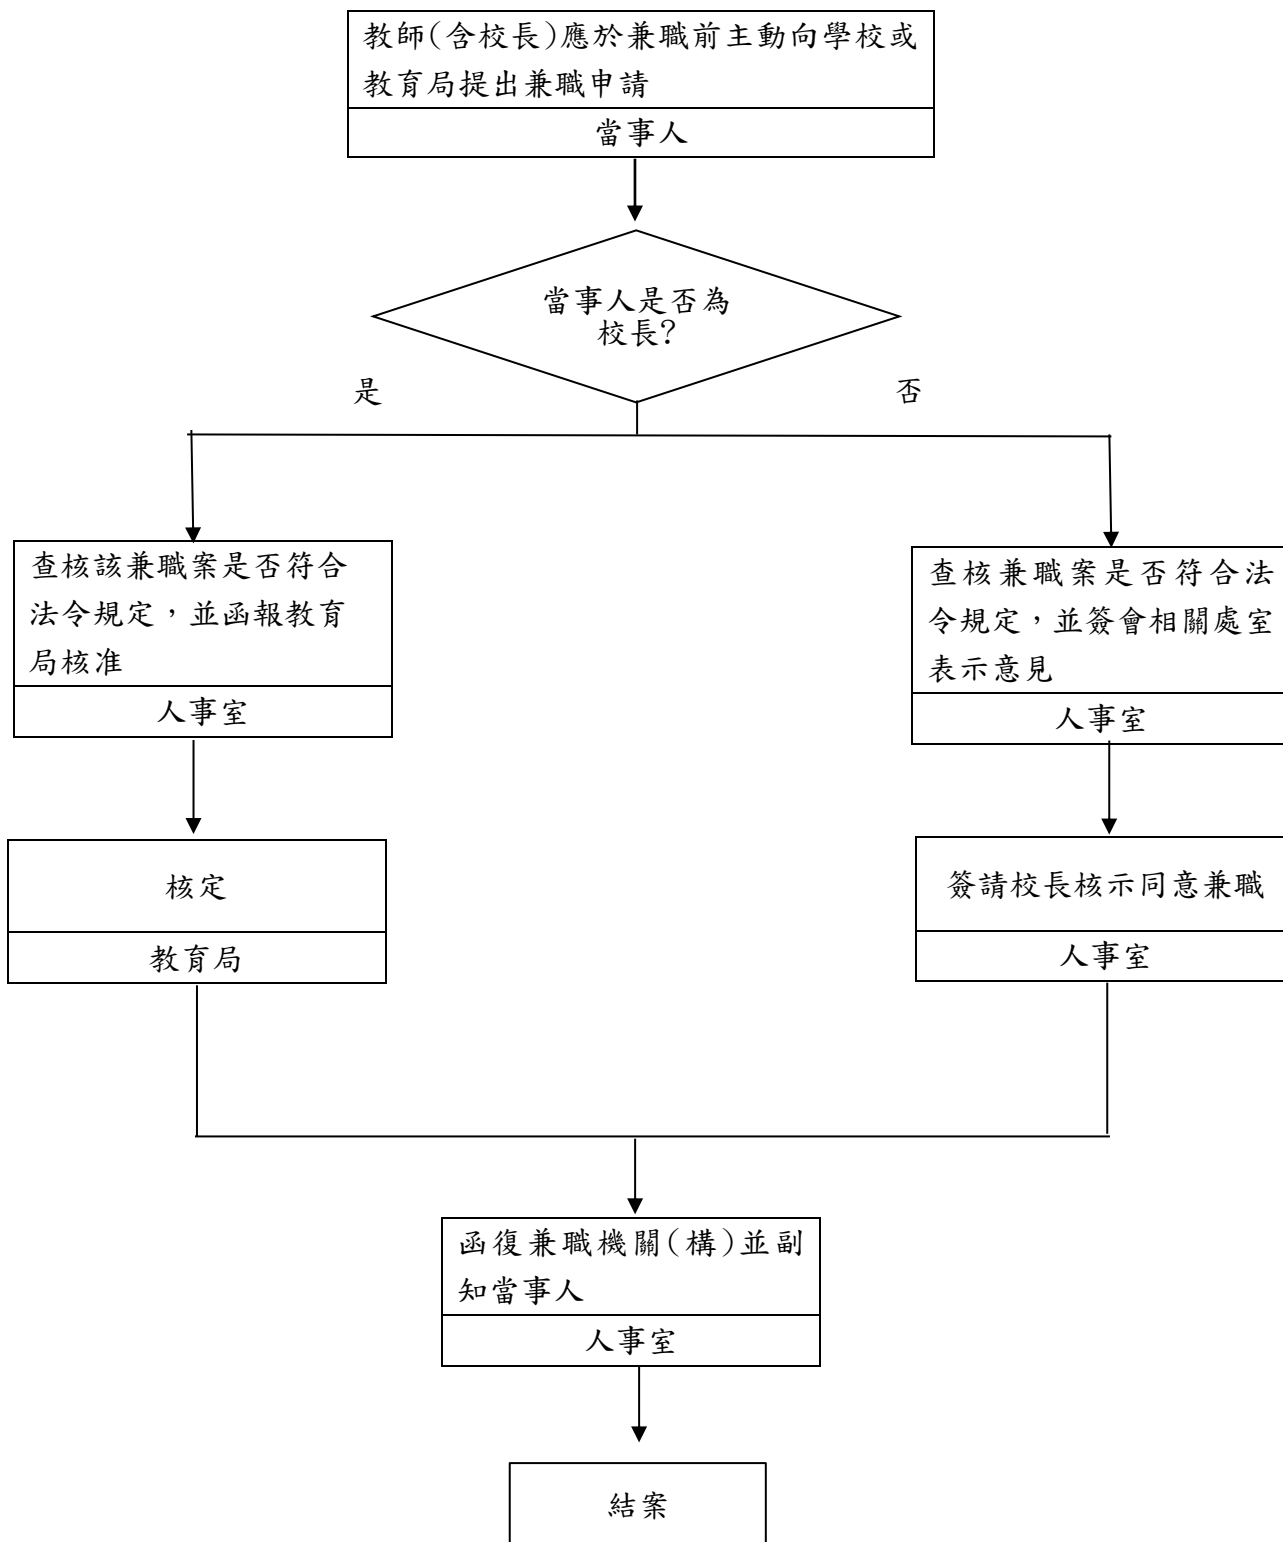 教師(含校長)應於兼職前主動向學校或
教育局提出兼職申請
當事人
當事人是否為
校長?
是
否
查核該兼職案是否符合
法令規定，並函報教育
局核准
人事室
查核兼職案是否符合法
令規定，並簽會相關處室
表示意見
人事室
核定
教育局
簽請校長核示同意兼職
人事室
函復兼職機關(構)並副
知當事人
人事室
結案